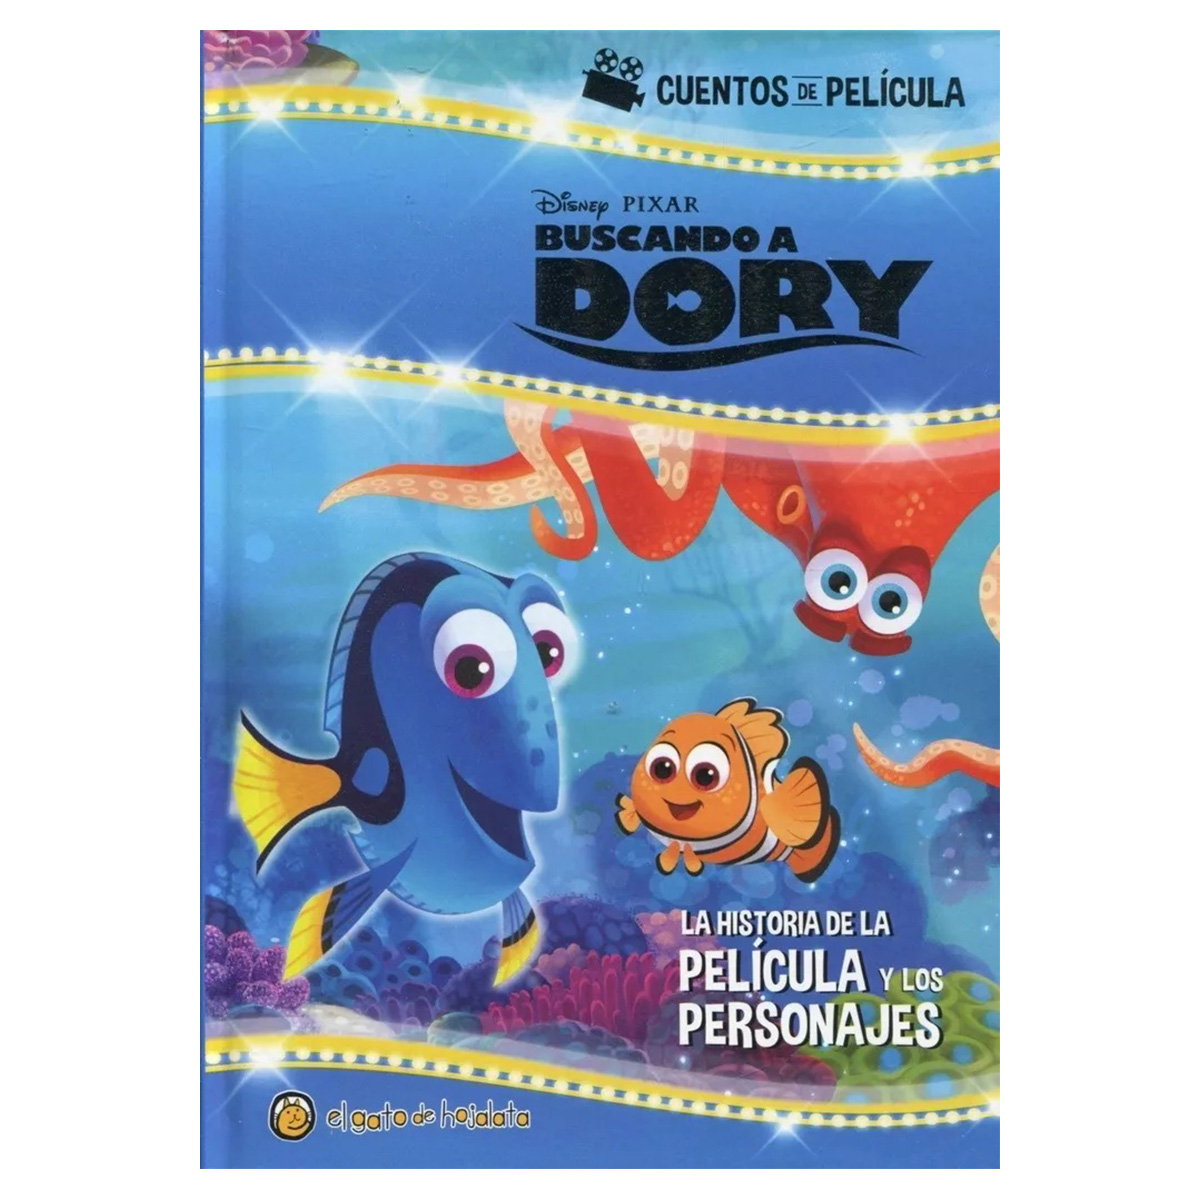 CUENTOS DE PELÍCULA
DISNEY PIXAR
BUSCANDO A
DORY
LA HISTORIA DE LA
PELÍCULA Y LOS
PERSONAJES
el gato de hojalata